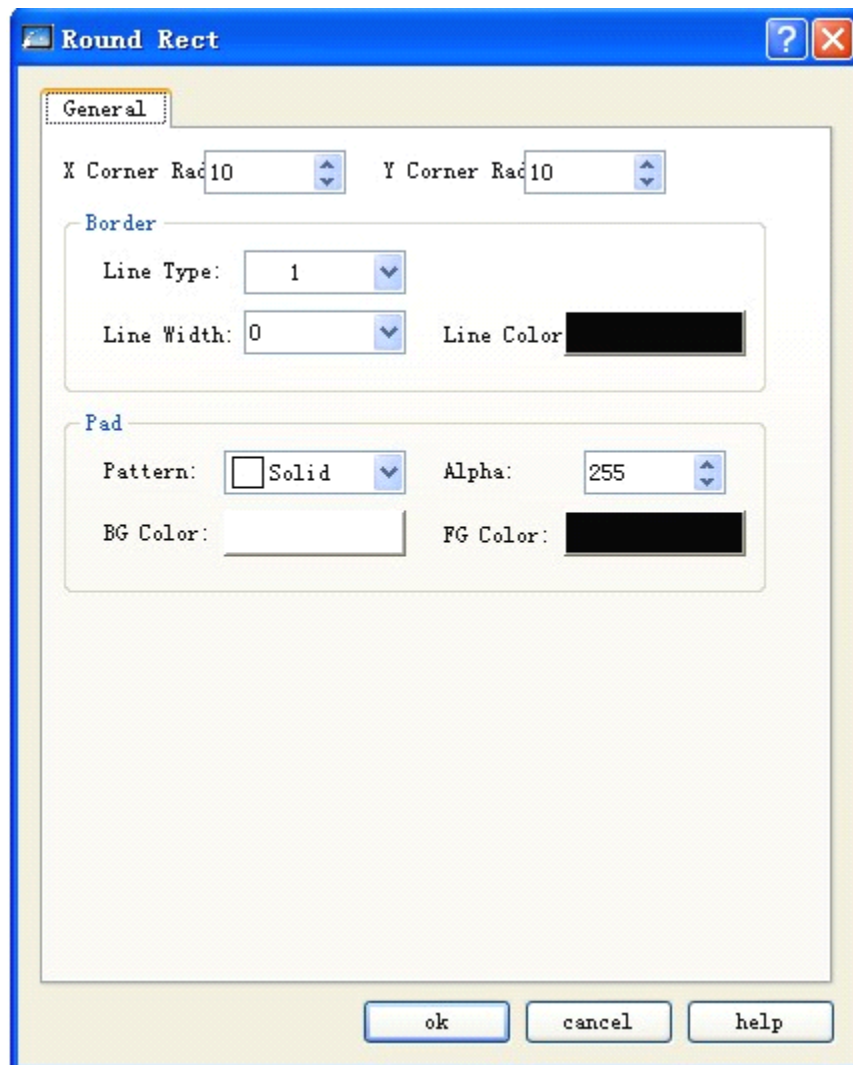 Round Rect
General
X Corner Rad 10 Y Corner Rad 10
Border
Line Type: 1
Line Width: 0 Line Color
Pad
Pattern: Solid Alpha: 255
BG Color: FG Color:
ok cancel help